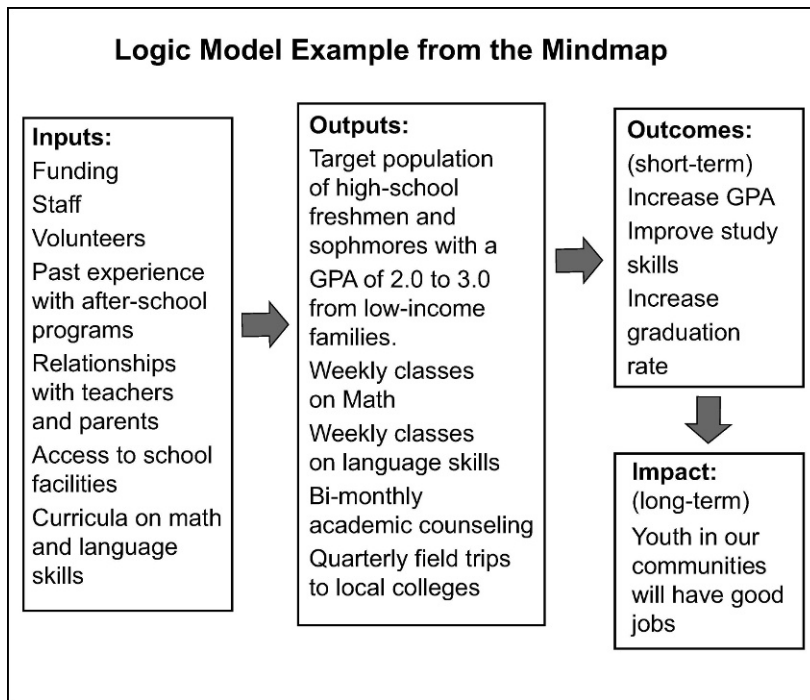 Logic Model Example from the Mindmap
Inputs:
Funding
Staff
Volunteers
Past experience
with after-school
programs
Relationships
with teachers
and parents
Access to school
facilities
Curricula on math
and language
skills
Outputs:
Target population
of high-school
freshmen and
sophmores with a
GPA of 2.0 to 3.0
from low-income
families.
Weekly classes
on Math
Weekly classes
on language skills
Bi-monthly
academic counseling
Quarterly field trips
to local colleges
Outcomes:
(short-term)
Increase GPA
Improve study
skills
Increase
graduation
rate
Impact:
(long-term)
Youth in our
communities
will have good
jobs